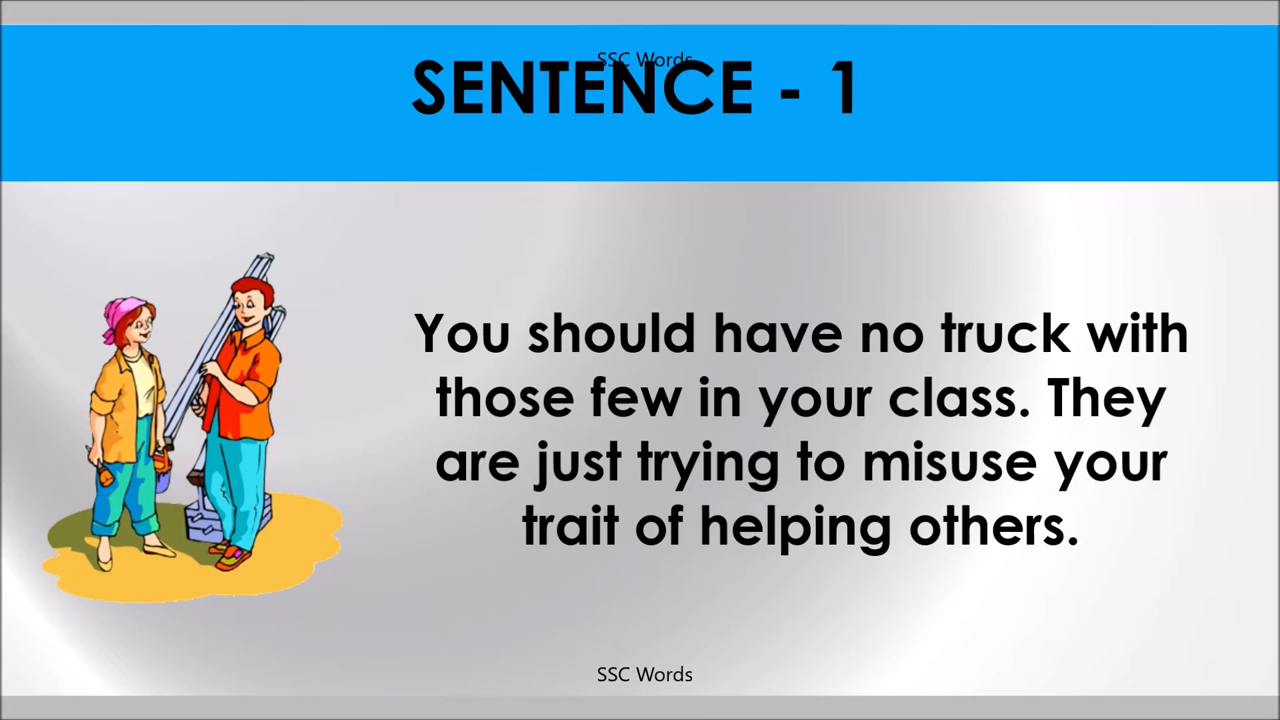 SSC Words
SENTENCE - 1
You should have no truck with
those few in your class. They
are just trying to misuse your
trait of helping others.
SSC Words